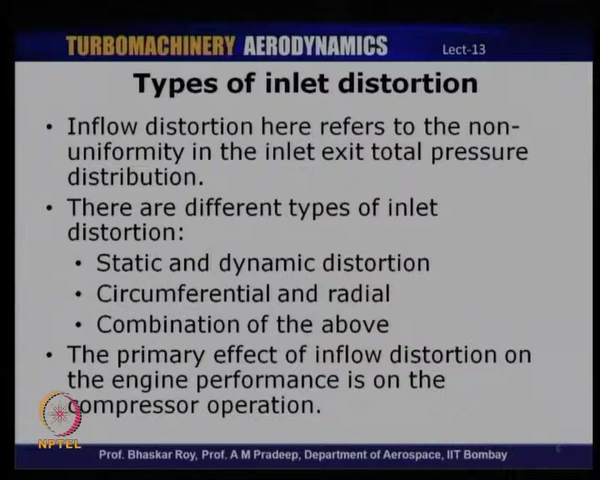 TURBOMACHINERY AERODYNAMICS
Lect-13
Types of inlet distortion
• Inflow distortion here refers to the non-
uniformity in the inlet exit total pressure
distribution.
• There are different types of inlet
distortion:
• Static and dynamic distortion
• Circumferential and radial
• Combination of the above
• The primary effect of inflow distortion on
the engine performance is on the
compressor operation.
NPTEL
Prof. Bhaskar Roy, Prof. A M Pradeep, Department of Aerospace, IIT Bombay
6